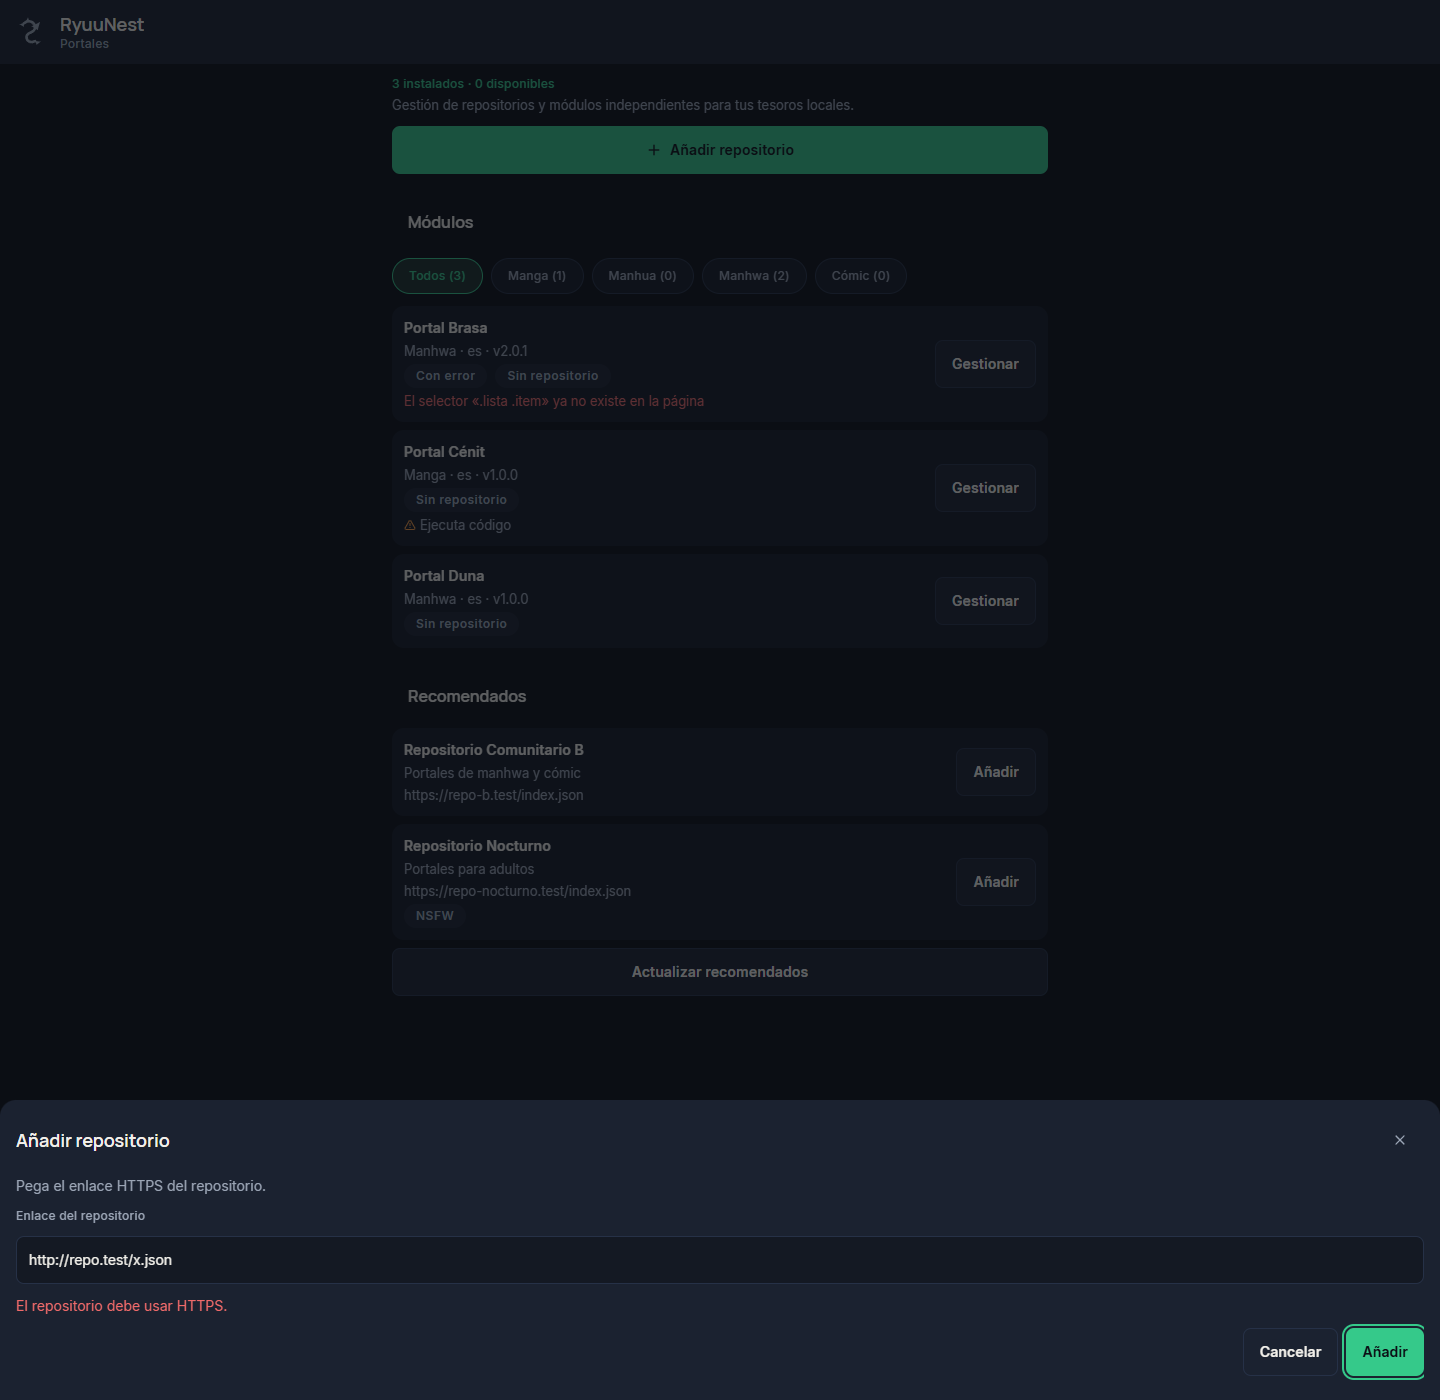 RyuuNest
Portales
3 instalados · 0 disponibles
Gestión de repositorios y módulos independientes para tus tesoros locales.
+ Añadir repositorio
Módulos
Todos (3) Manga (1) Manhua (0) Manhwa (2) Cómic (0)
Portal Brasa
Manhwa · es · v2.0.1
Con error Sin repositorio
El selector «.lista .item» ya no existe en la página
Gestionar
Portal Cénit
Manga · es · v1.0.0
Sin repositorio
Ejecuta código
Gestionar
Portal Duna
Manhwa · es · v1.0.0
Sin repositorio
Gestionar
Recomendados
Repositorio Comunitario B
Portales de manhwa y cómic
https://repo-b.test/index.json
Añadir
Repositorio Nocturno
Portales para adultos
https://repo-nocturno.test/index.json
NSFW
Añadir
Actualizar recomendados
Añadir repositorio
Pega el enlace HTTPS del repositorio.
Enlace del repositorio
http://repo.test/x.json
El repositorio debe usar HTTPS.
Cancelar Añadir